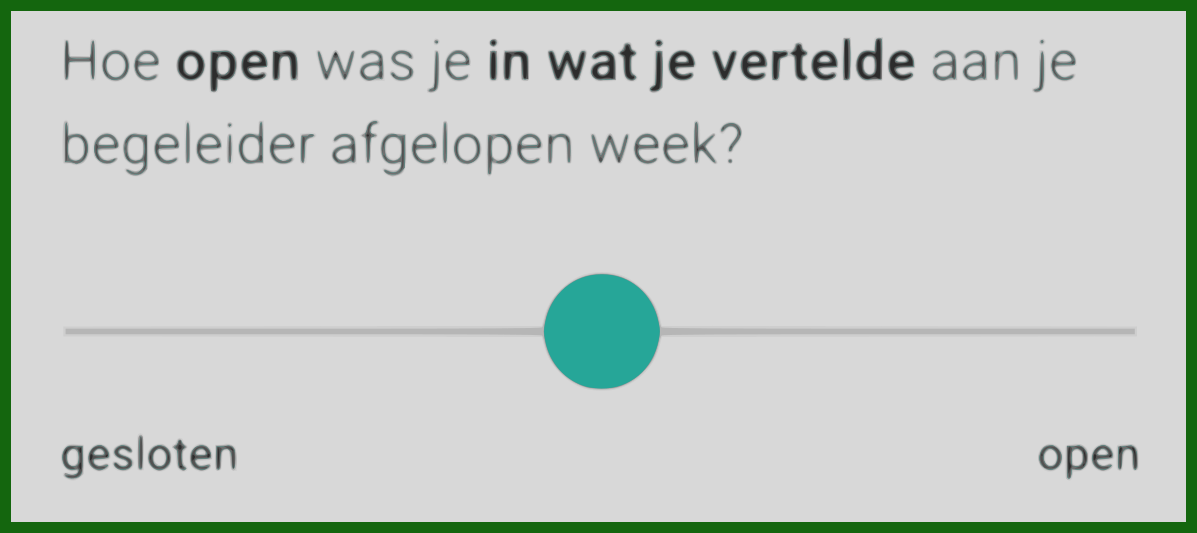 Hoe open was je in wat je vertelde aan je
begeleider afgelopen week?
gesloten
open